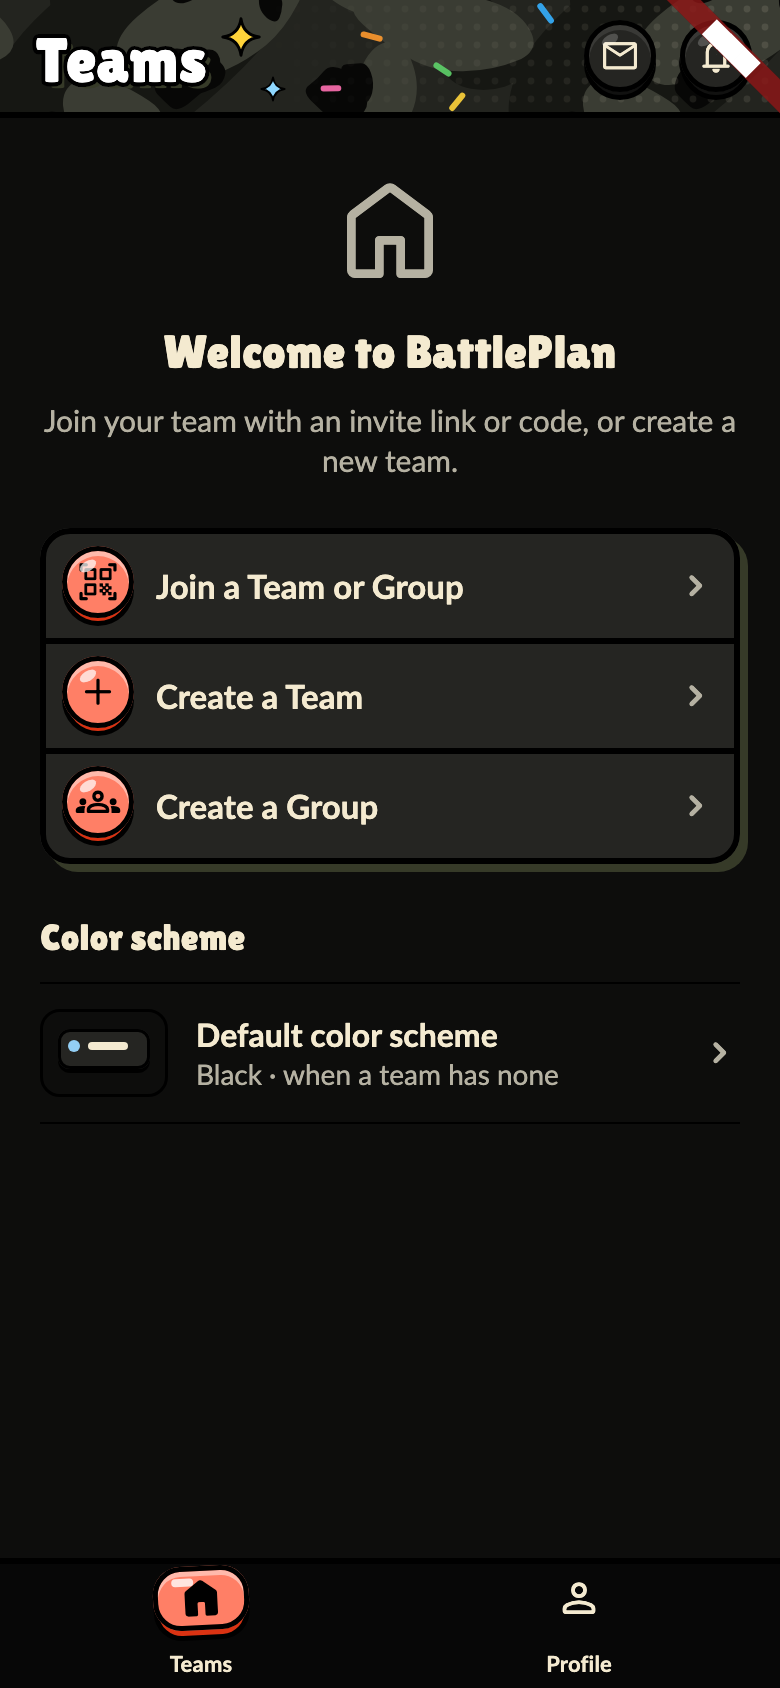 Teams
Welcome to BattlePlan
Join your team with an invite link or code, or create a
new team.
Join a Team or Group
Create a Team
Create a Group
Color scheme
Default color scheme
Black · when a team has none
Teams
Profile